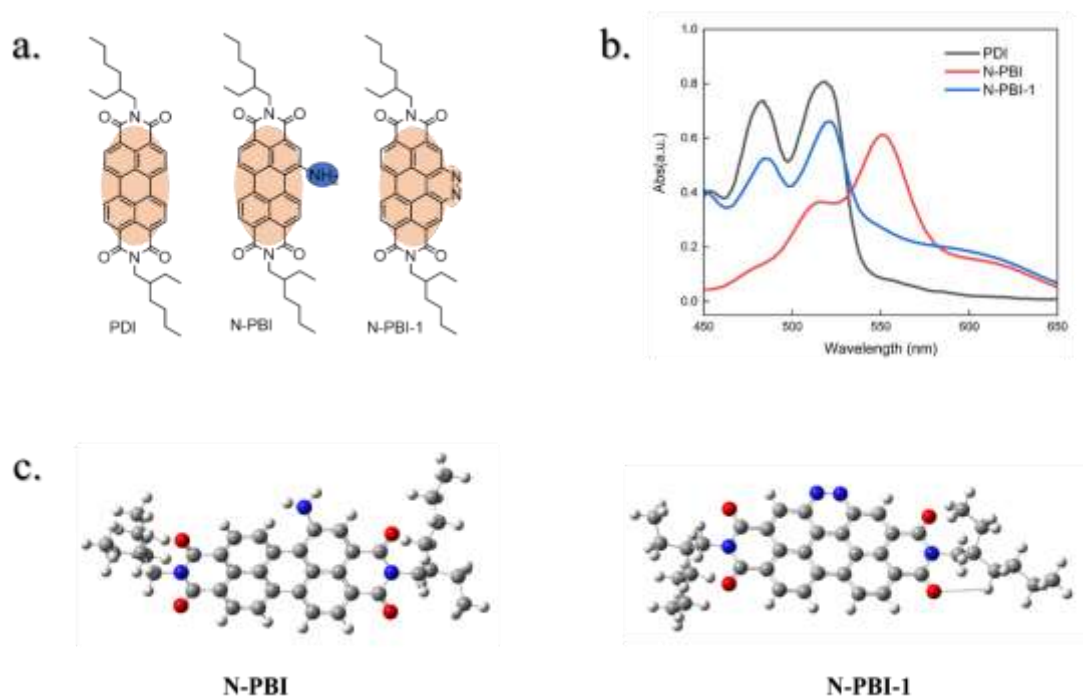 a.
N
O
O
O
O
N
PDI
N
O
O
NH₂
O
O
N
N-PBI
N
O
O
N
N
O
O
N
N-PBI-1
b.
1.0
0.8
0.6
0.4
0.2
0.0
Abs(a.u.)
PDI
N-PBI
N-PBI-1
450 500 550 600 650
Wavelength (nm)
c.
N-PBI
N-PBI-1